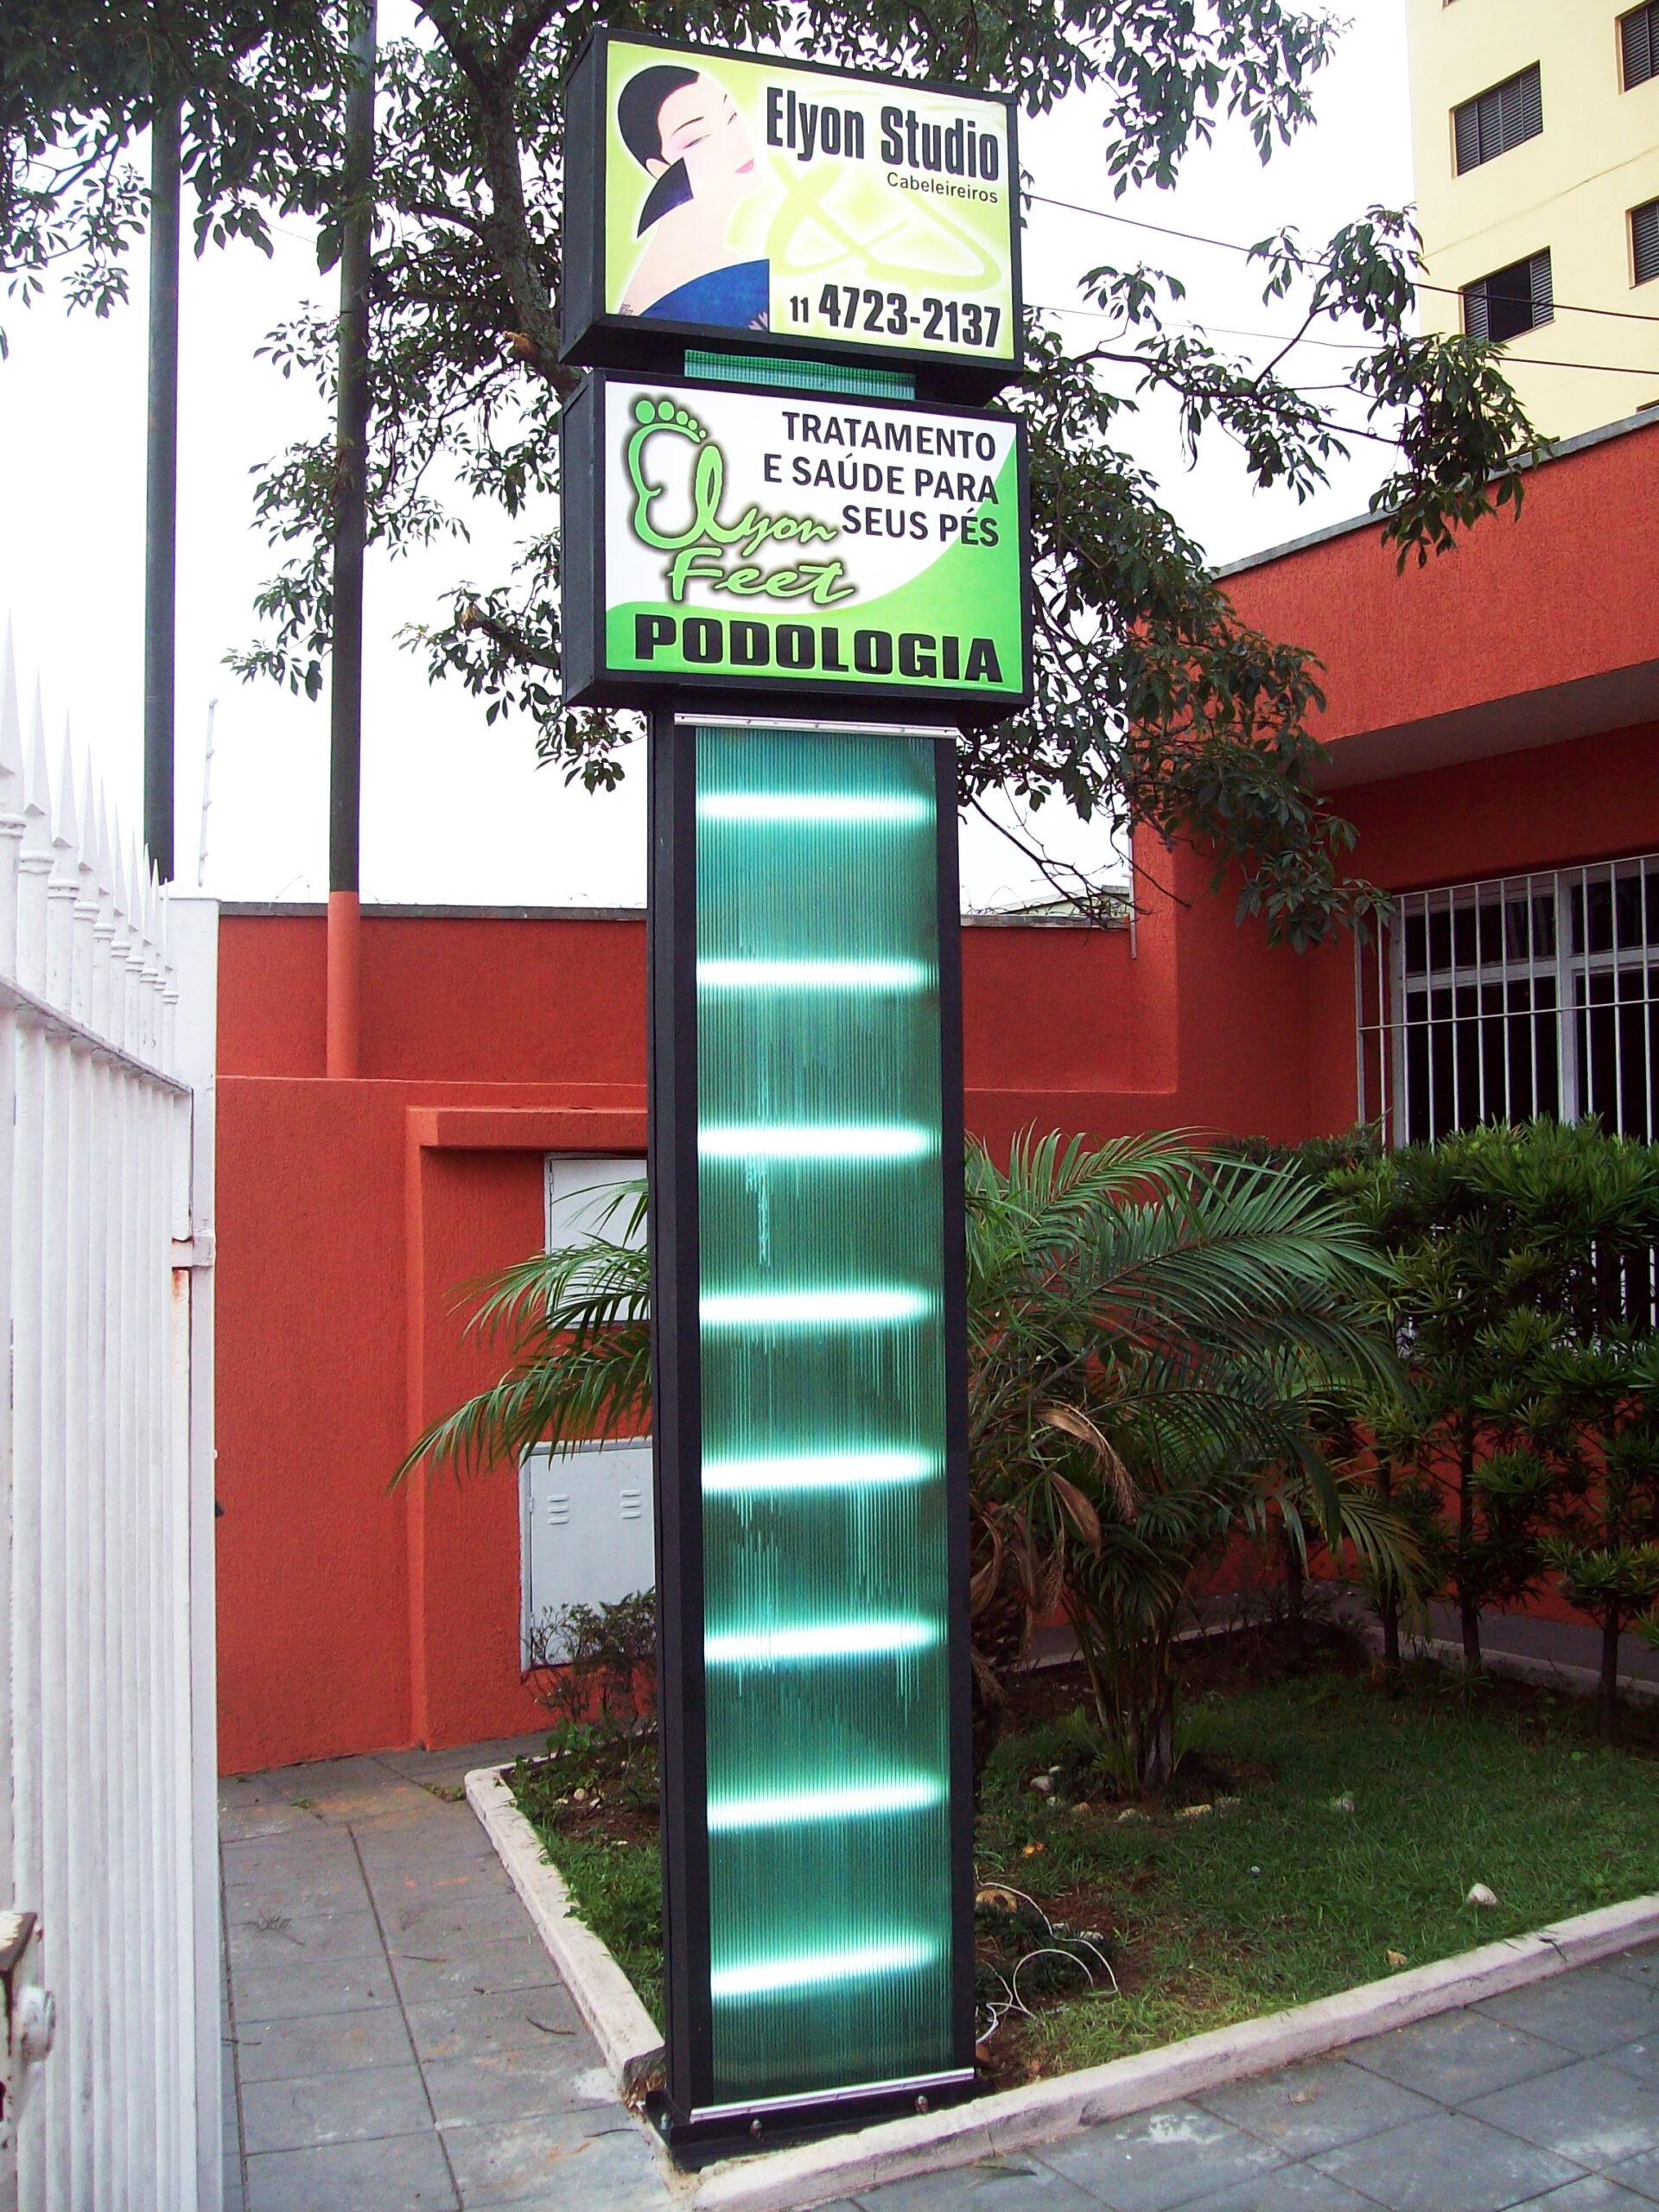 Elyon Studio
Cabeleireiros
11 4723-2137
TRATAMENTO
E SAÚDE PARA
SEUS PÉS
Elyon
Feet
PODOLOGIA